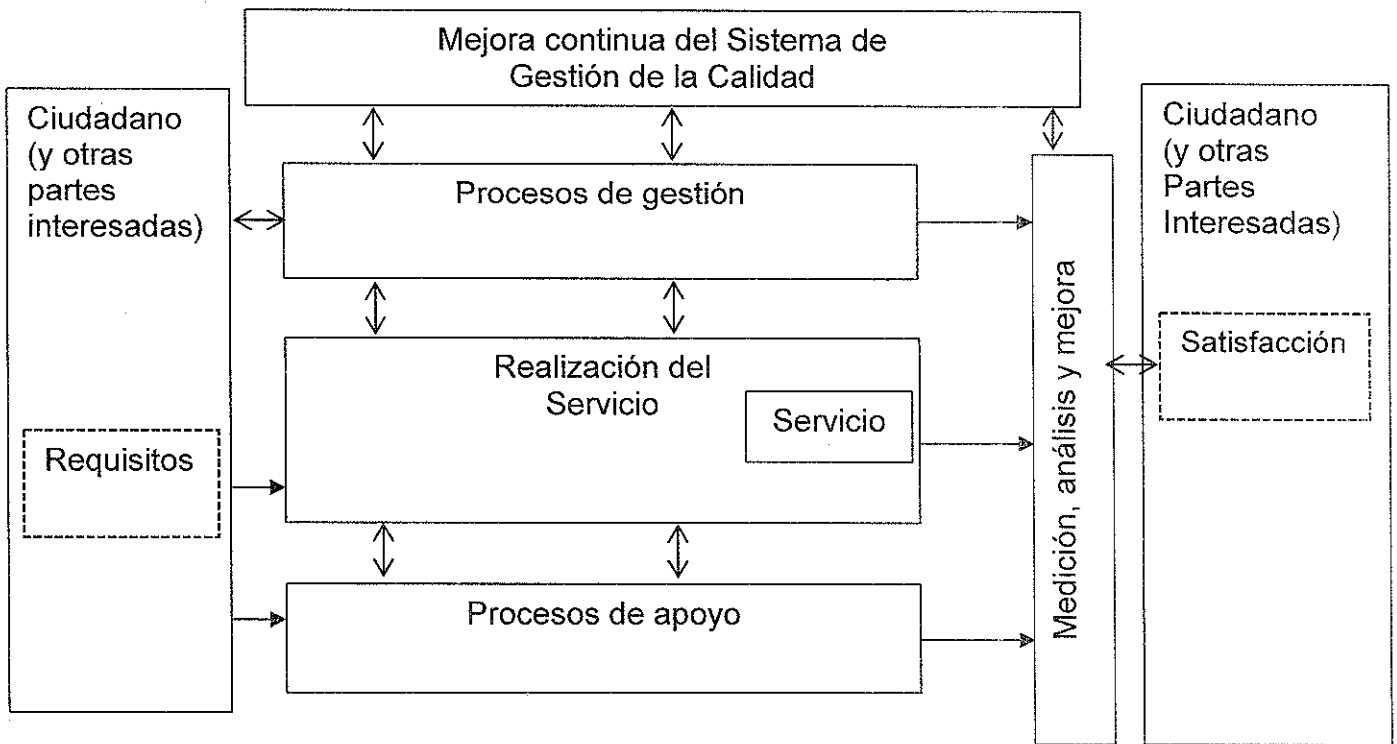 Mejora continua del Sistema de
Gestión de la Calidad
Ciudadano
(y otras
partes
interesadas)
Requisitos
Procesos de gestión
Realización del
Servicio
Servicio
Procesos de apoyo
Medición, análisis y mejora
Ciudadano
(y otras
Partes
Interesadas)
Satisfacción